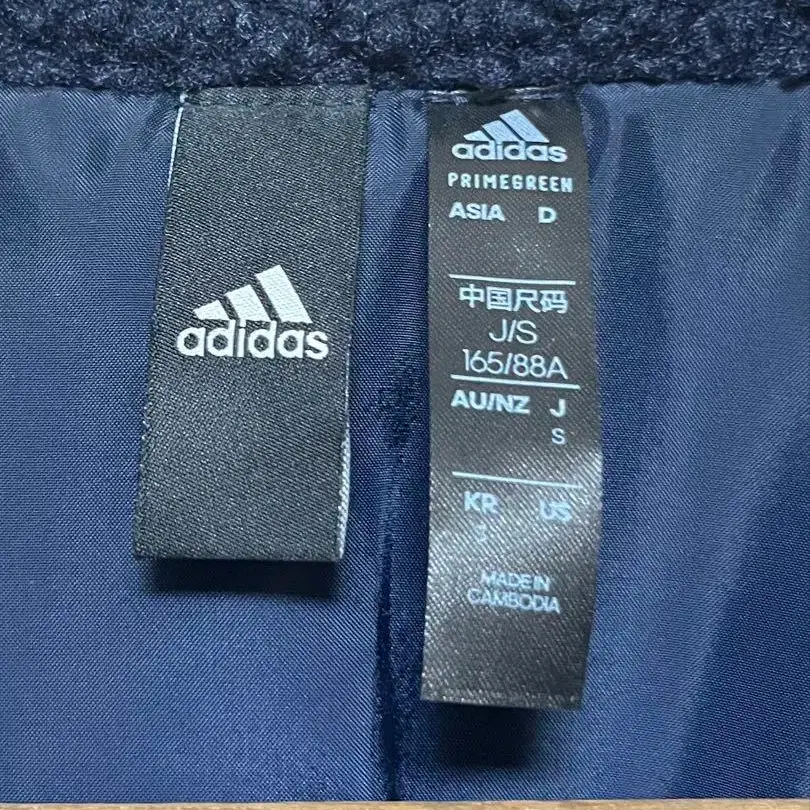 adidas
adidas
PRIMEGREEN
ASIA D
中国尺码
J/S
165/88A
AU/NZ J
S
KR US
MADE IN
CAMBODIA